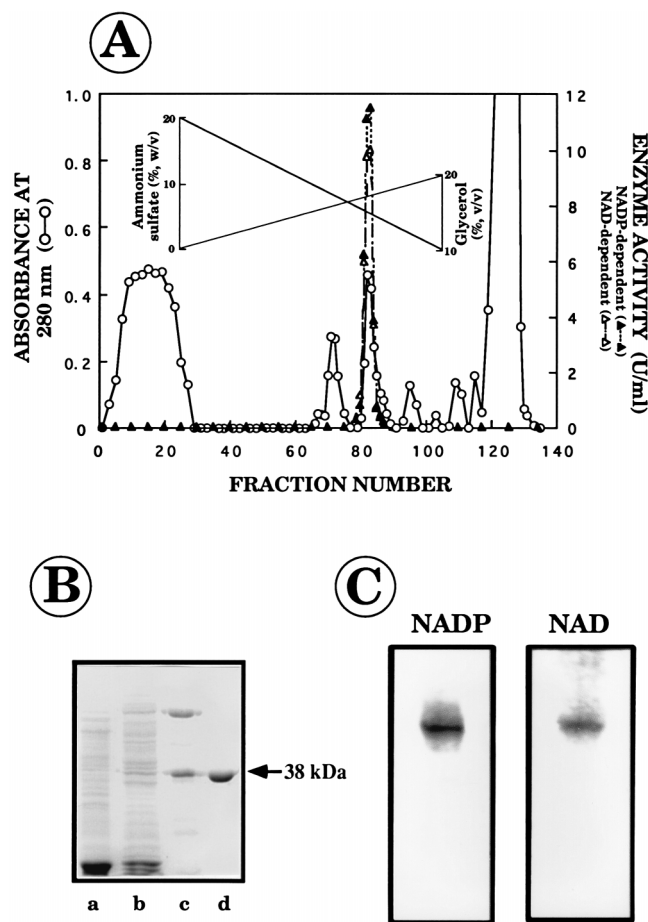 A
ABSORBANCE AT
280 nm (o—o)
1.0
0.8
0.6
0.4
0.2
0
Ammonium
sulfate (%, w/v)
20
10
0
Glycerol
(%, v/v)
20
10
12
10
8
6
4
2
0
ENZYME ACTIVITY (U/ml)
NADP-dependent (▲---▲)
NAD-dependent (△---△)
0 20 40 60 80 100 120 140
FRACTION NUMBER
B
38 kDa
a b c d
C
NADP NAD